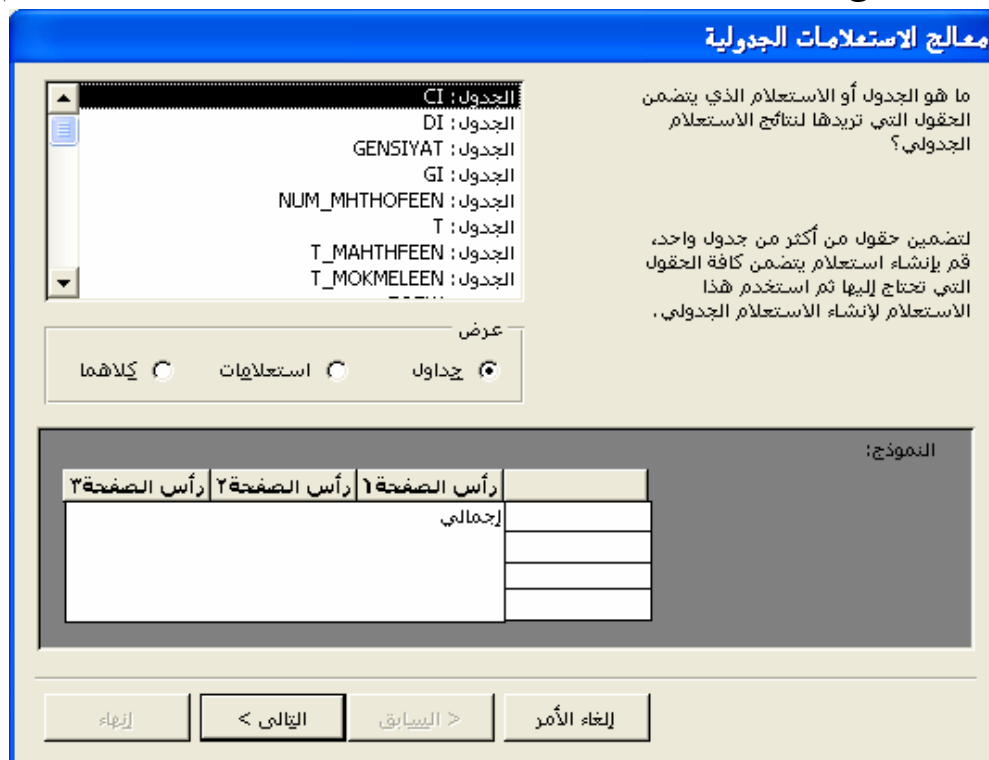 معالج الاستعلامات الجدولية
ما هو الجدول أو الاستعلام الذي يتضمن
الحقول التي تريدها لنتائج الاستعلام
الجدولي؟
لتضمين حقول من أكثر من جدول واحد،
قم بإنشاء استعلام يتضمن كافة الحقول
التي تحتاج إليها ثم استخدم هذا
الاستعلام لإنشاء الاستعلام الجدولي.
الجدول: CI
الجدول: DI
الجدول: GENSIYAT
الجدول: GI
الجدول: NUM_MHTHOFEEN
الجدول: T
الجدول: T_MAHTHFEEN
الجدول: T_MOKMELEEN
عرض
جداول استعلامات كلاهما
النموذج:
رأس الصفحة١ رأس الصفحة٢ رأس الصفحة٣
إجمالي
إلغاء الأمر < السابق التالي > إنهاء